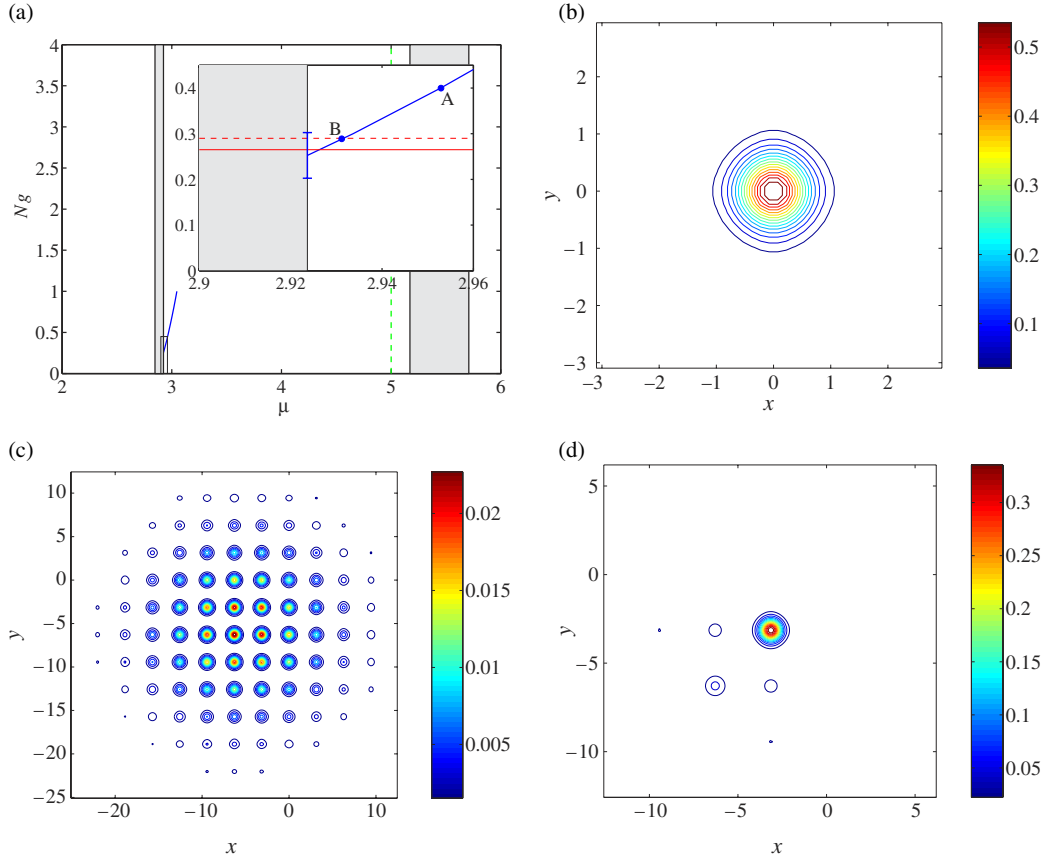 (a)
4
3.5
3
2.5
2
1.5
1
0.5
0
Ng
2 3 4 5 6
μ
0.4
0.3
0.2
0.1
0
2.9 2.92 2.94 2.96
A
B
(b)
2
1
0
−1
−2
−3
y
−3 −2 −1 0 1 2
x
0.5
0.4
0.3
0.2
0.1
(c)
10
5
0
−5
−10
−15
−20
−25
y
−20 −10 0 10
x
0.02
0.015
0.01
0.005
(d)
5
0
−5
−10
y
−10 −5 0 5
x
0.3
0.25
0.2
0.15
0.1
0.05